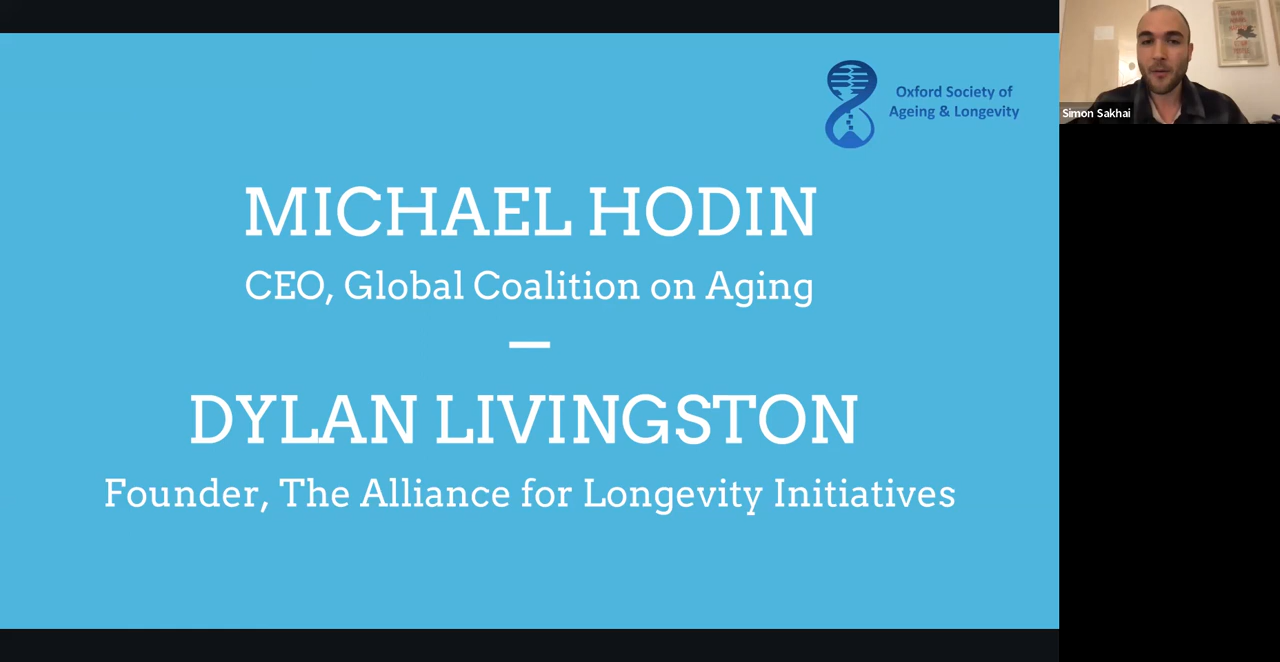 Oxford Society of
Ageing & Longevity
MICHAEL HODIN
CEO, Global Coalition on Aging
DYLAN LIVINGSTON
Founder, The Alliance for Longevity Initiatives
Simon Sakhai